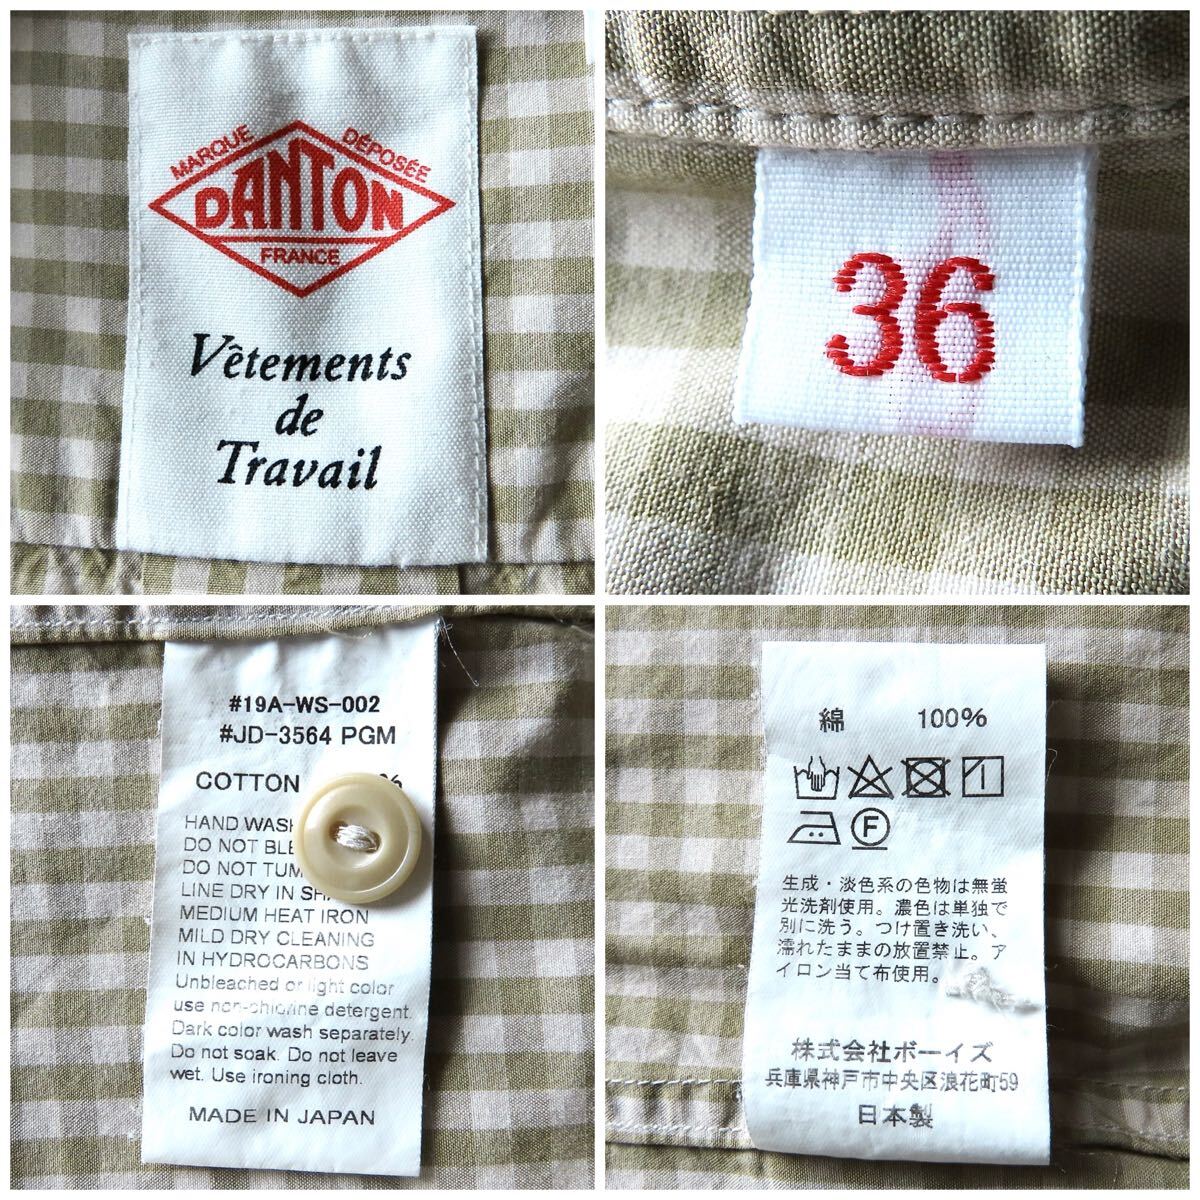 MARQUE DÉPOSÉE
DANTON
FRANCE
Vêtements
de
Travail
36
#19A-WS-002
#JD-3564 PGM
COTTON %
HAND WASH
DO NOT
DO NOT
LINE DRY IN
MEDIUM HEAT IRON
MILD DRY CLEANING
IN HYDROCARBONS
Unbleached or light color
use non-chlorine detergent.
Dark color wash separately.
Do not soak. Do not leave
wet. Use ironing cloth.
MADE IN JAPAN
綿 100%
F
生成・淡色系の色物は無蛍
光洗剤使用。濃色は単独で
別に洗う。つけ置き洗い、
濡れたままの放置禁止。ア
イロン当て布使用。
株式会社ボーイズ
兵庫県神戸市中央区浪花町59
日本製